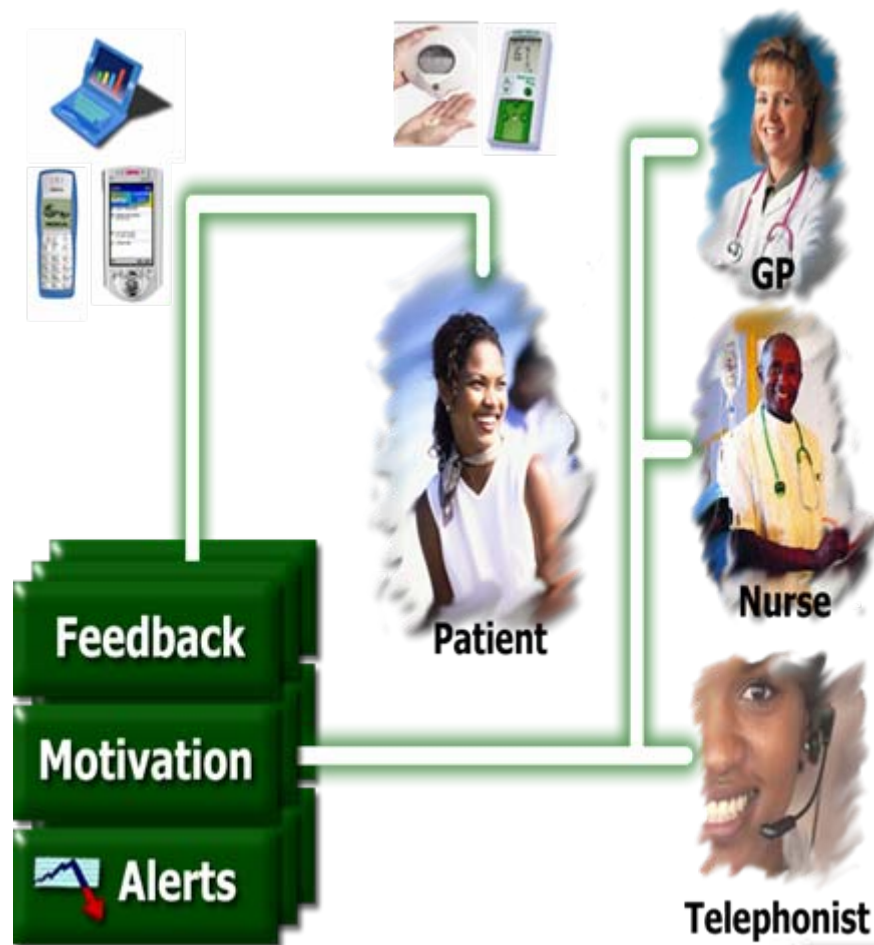 GP
Nurse
Patient
Feedback
Motivation
Alerts
Telephonist